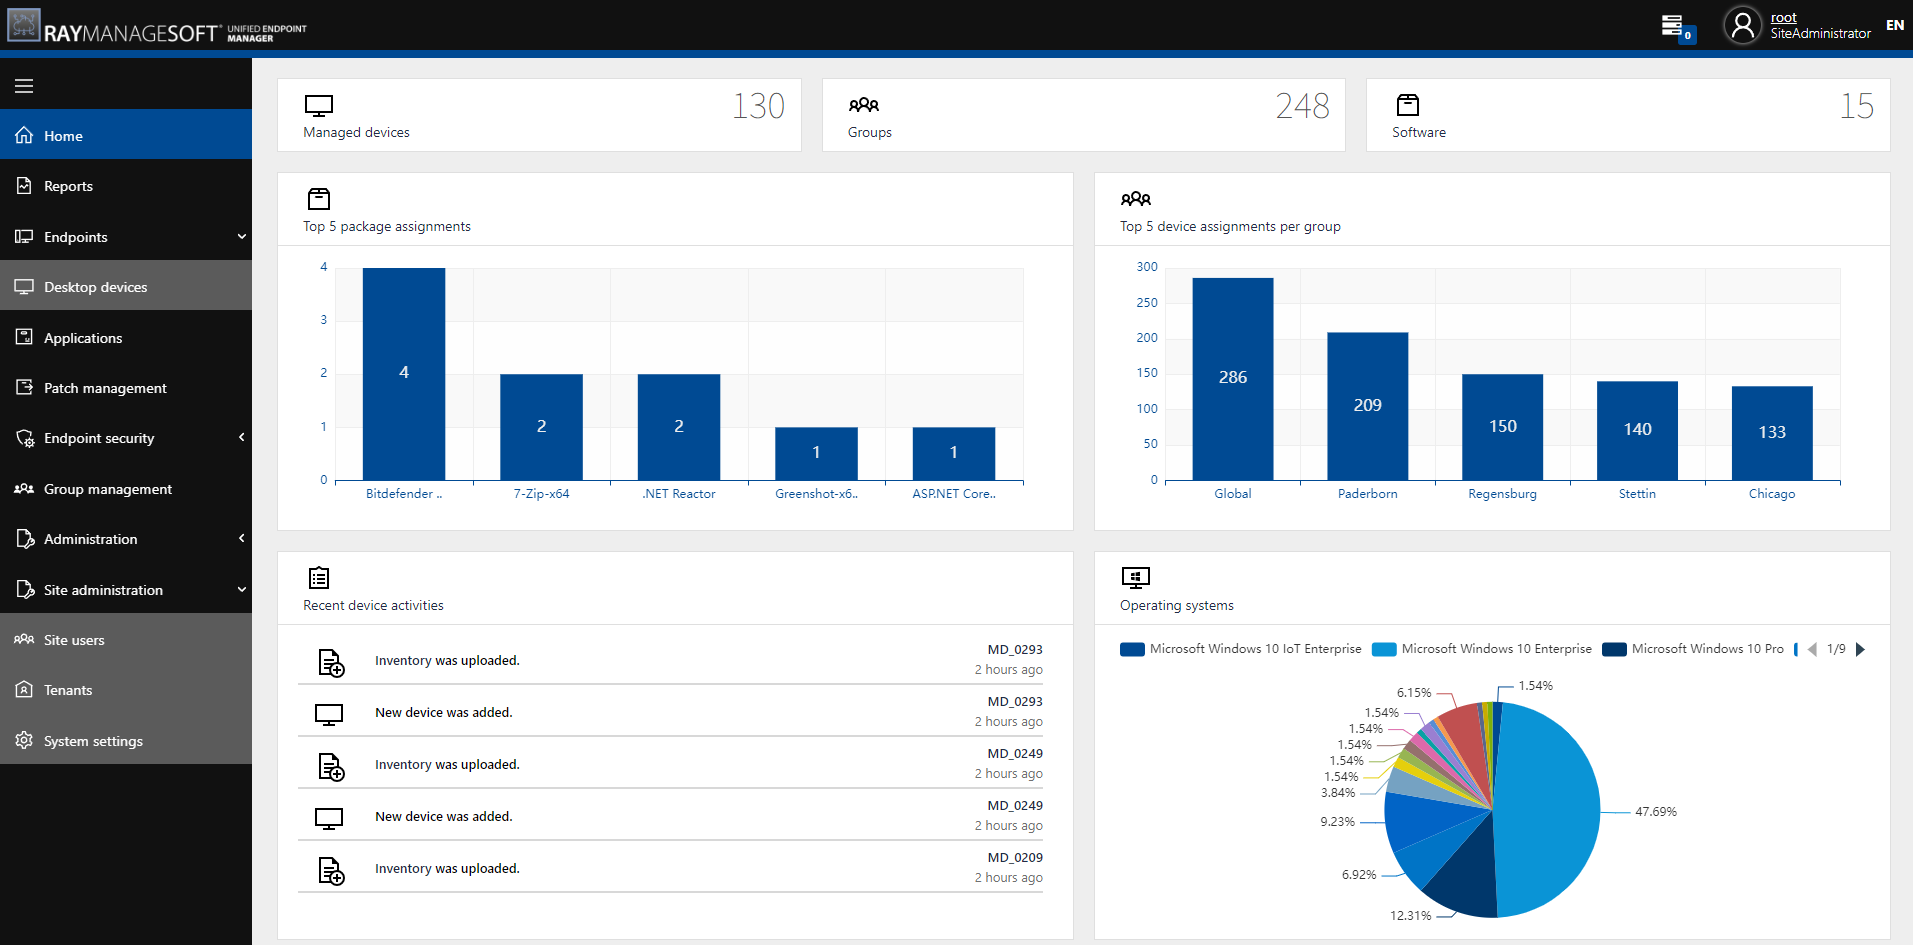 RAYMANAGESOFT® UNIFIED ENDPOINT MANAGER
0
root
SiteAdministrator
EN
Home
Reports
Endpoints
Desktop devices
Applications
Patch management
Endpoint security
Group management
Administration
Site administration
Site users
Tenants
System settings
Managed devices
130
Groups
248
Software
15
Top 5 package assignments
4
3
2
1
0
4
2
2
1
1
Bitdefender ..
7-Zip-x64
.NET Reactor
Greenshot-x6..
ASP.NET Core..
Top 5 device assignments per group
300
250
200
150
100
50
0
286
209
150
140
133
Global
Paderborn
Regensburg
Stettin
Chicago
Recent device activities
Inventory was uploaded.
MD_0293
2 hours ago
New device was added.
MD_0293
2 hours ago
Inventory was uploaded.
MD_0249
2 hours ago
New device was added.
MD_0249
2 hours ago
Inventory was uploaded.
MD_0209
2 hours ago
Operating systems
Microsoft Windows 10 IoT Enterprise
Microsoft Windows 10 Enterprise
Microsoft Windows 10 Pro
1/9
1.54%
6.15%
1.54%
1.54%
1.54%
1.54%
1.54%
3.84%
9.23%
47.69%
6.92%
12.31%